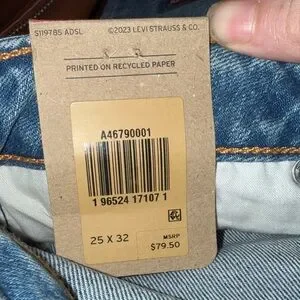 S119785 ADSL ©2023 LEVI STRAUSS & CO.
PRINTED ON RECYCLED PAPER
A46790001
1 96524 17107 1
25 X 32 MSRP
$79.50